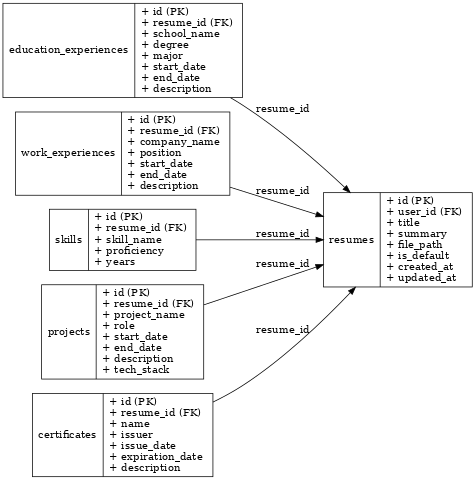 education_experiences
+ id (PK)
+ resume_id (FK)
+ school_name
+ degree
+ major
+ start_date
+ end_date
+ description
resume_id
work_experiences
+ id (PK)
+ resume_id (FK)
+ company_name
+ position
+ start_date
+ end_date
+ description
resume_id
skills
+ id (PK)
+ resume_id (FK)
+ skill_name
+ proficiency
+ years
resume_id
projects
+ id (PK)
+ resume_id (FK)
+ project_name
+ role
+ start_date
+ end_date
+ description
+ tech_stack
resume_id
certificates
+ id (PK)
+ resume_id (FK)
+ name
+ issuer
+ issue_date
+ expiration_date
+ description
resume_id
resumes
+ id (PK)
+ user_id (FK)
+ title
+ summary
+ file_path
+ is_default
+ created_at
+ updated_at